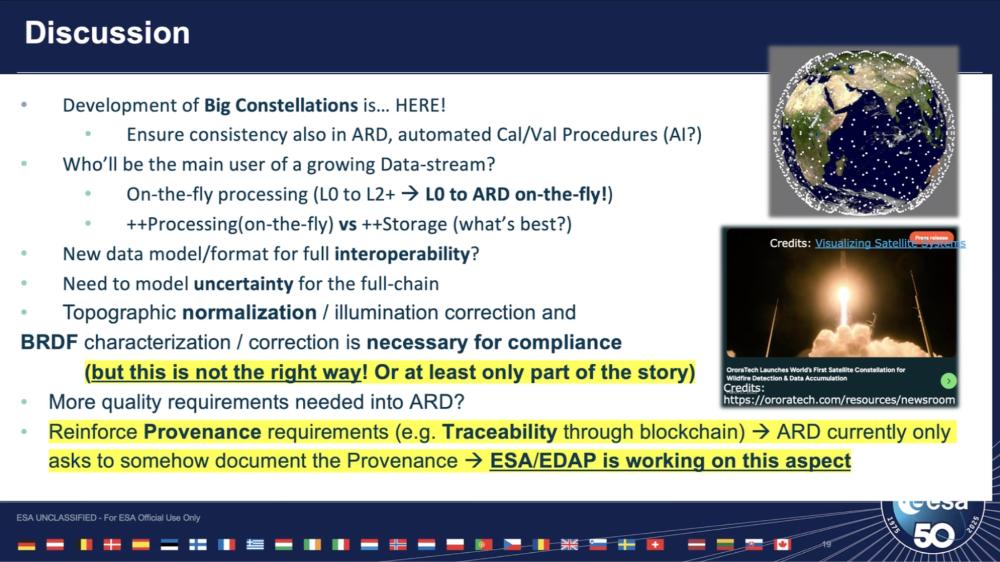 Discussion
• Development of Big Constellations is... HERE!
• Ensure consistency also in ARD, automated Cal/Val Procedures (AI?)
• Who'll be the main user of a growing Data-stream?
• On-the-fly processing (L0 to L2+ → L0 to ARD on-the-fly!)
• ++Processing(on-the-fly) vs ++Storage (what's best?)
• New data model/format for full interoperability?
• Need to model uncertainty for the full-chain
• Topographic normalization / illumination correction and
BRDF characterization / correction is necessary for compliance
(but this is not the right way! Or at least only part of the story)
• More quality requirements needed into ARD?
• Reinforce Provenance requirements (e.g. Traceability through blockchain) → ARD currently only
asks to somehow document the Provenance → ESA/EDAP is working on this aspect
Press release
Credits: Visualizing Satellite Systems
OroraTech Launches World's First Satellite Constellation for
Wildfire Detection & Data Accumulation
Credits:
https://ororatech.com/resources/newsroom
ESA UNCLASSIFIED - For ESA Official Use Only
19
esa
1975
50
2025